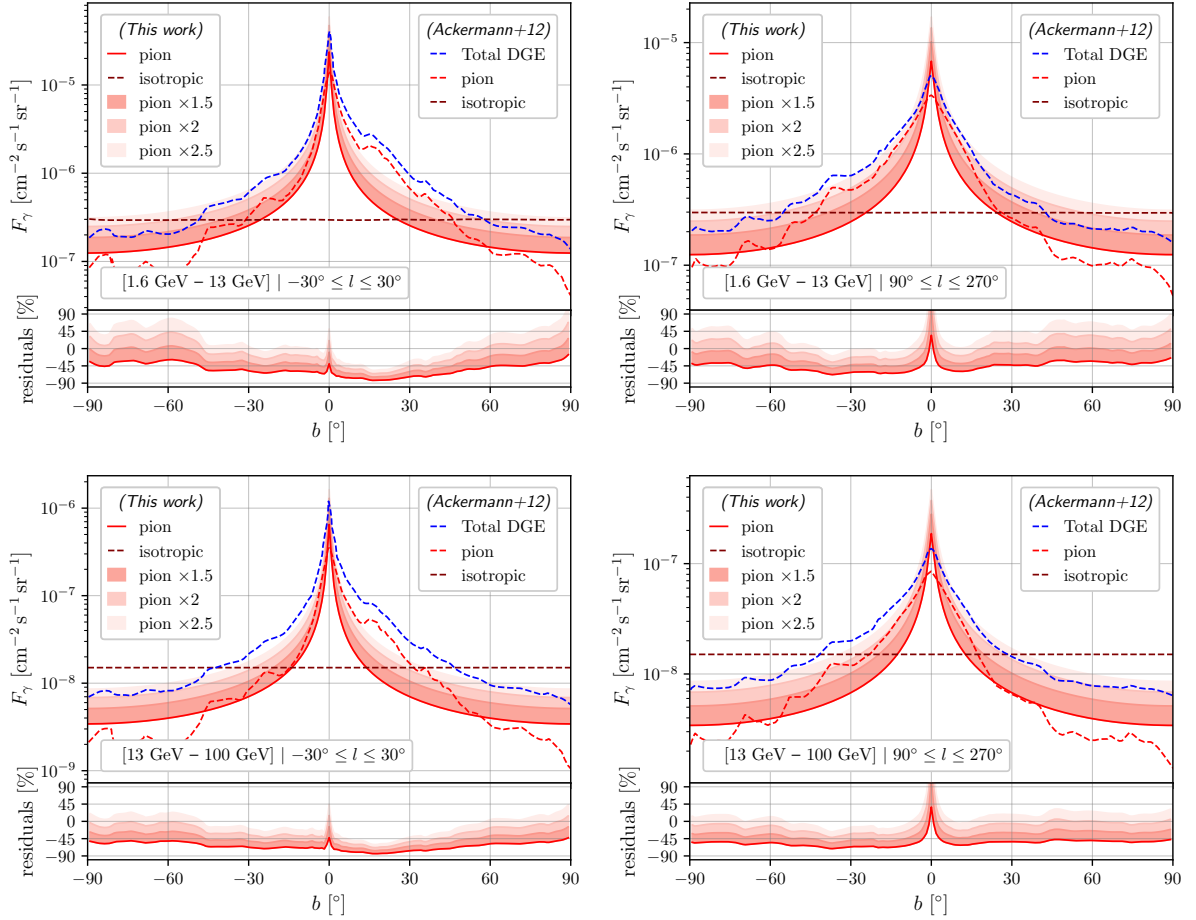 (This work)
pion
isotropic
pion ×1.5
pion ×2
pion ×2.5
(Ackermann+12)
Total DGE
pion
isotropic
10⁻⁵
10⁻⁶
10⁻⁷
F_γ [cm⁻² s⁻¹ sr⁻¹]
[1.6 GeV – 13 GeV] | −30° ≤ l ≤ 30°
residuals [%]
90
45
0
−45
−90
−90 −60 −30 0 30 60 90
b [°]
(This work)
pion
isotropic
pion ×1.5
pion ×2
pion ×2.5
(Ackermann+12)
Total DGE
pion
isotropic
10⁻⁵
10⁻⁶
10⁻⁷
F_γ [cm⁻² s⁻¹ sr⁻¹]
[1.6 GeV – 13 GeV] | 90° ≤ l ≤ 270°
residuals [%]
90
45
0
−45
−90
−90 −60 −30 0 30 60 90
b [°]
(This work)
pion
isotropic
pion ×1.5
pion ×2
pion ×2.5
(Ackermann+12)
Total DGE
pion
isotropic
10⁻⁶
10⁻⁷
10⁻⁸
10⁻⁹
F_γ [cm⁻² s⁻¹ sr⁻¹]
[13 GeV – 100 GeV] | −30° ≤ l ≤ 30°
residuals [%]
90
45
0
−45
−90
−90 −60 −30 0 30 60 90
b [°]
(This work)
pion
isotropic
pion ×1.5
pion ×2
pion ×2.5
(Ackermann+12)
Total DGE
pion
isotropic
10⁻⁷
10⁻⁸
F_γ [cm⁻² s⁻¹ sr⁻¹]
[13 GeV – 100 GeV] | 90° ≤ l ≤ 270°
residuals [%]
90
45
0
−45
−90
−90 −60 −30 0 30 60 90
b [°]